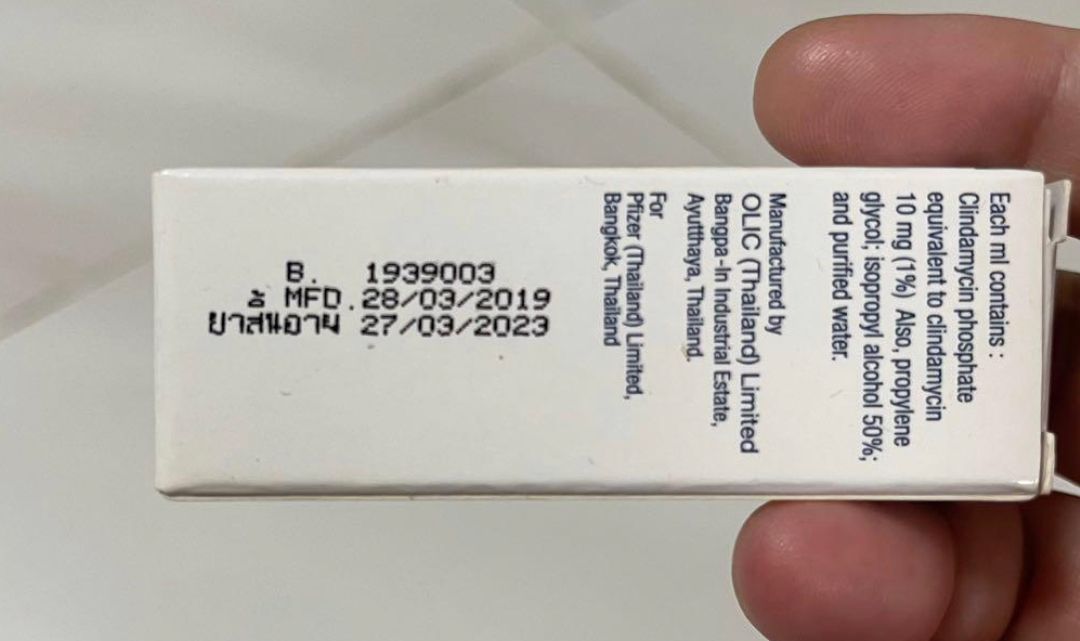 B. 1939003
MFD. 28/03/2019
ยาสิ้นอายุ 27/03/2023
Each ml contains :
Clindamycin phosphate
equivalent to clindamycin
10 mg (1%) Also, propylene
glycol; isopropyl alcohol 50%;
and purified water.
Manufactured by
OLIC (Thailand) Limited
Bangpa-In Industrial Estate,
Ayutthaya, Thailand.
For
Pfizer (Thailand) Limited,
Bangkok, Thailand